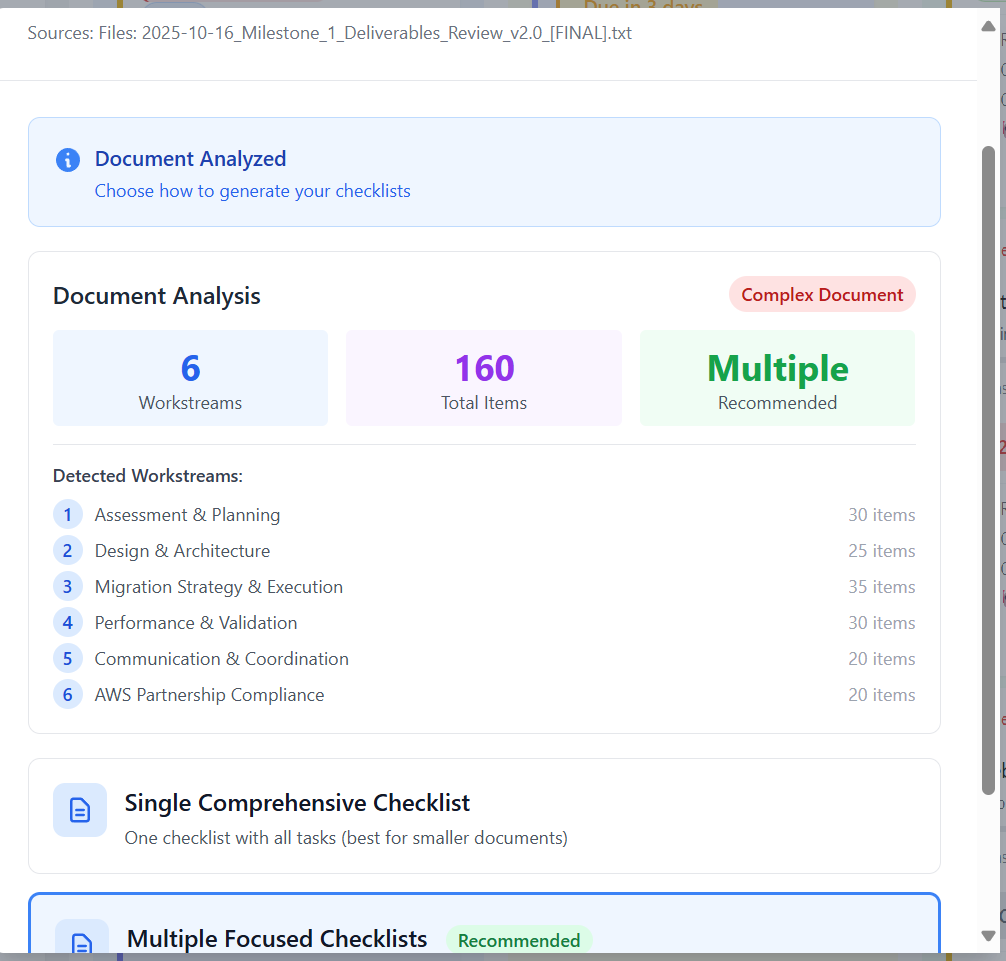 Due in 3 days
Sources: Files: 2025-10-16_Milestone_1_Deliverables_Review_v2.0_[FINAL].txt
Document Analyzed
Choose how to generate your checklists
Document Analysis
Complex Document
6
Workstreams
160
Total Items
Multiple
Recommended
Detected Workstreams:
1 Assessment & Planning 30 items
2 Design & Architecture 25 items
3 Migration Strategy & Execution 35 items
4 Performance & Validation 30 items
5 Communication & Coordination 20 items
6 AWS Partnership Compliance 20 items
Single Comprehensive Checklist
One checklist with all tasks (best for smaller documents)
Multiple Focused Checklists Recommended